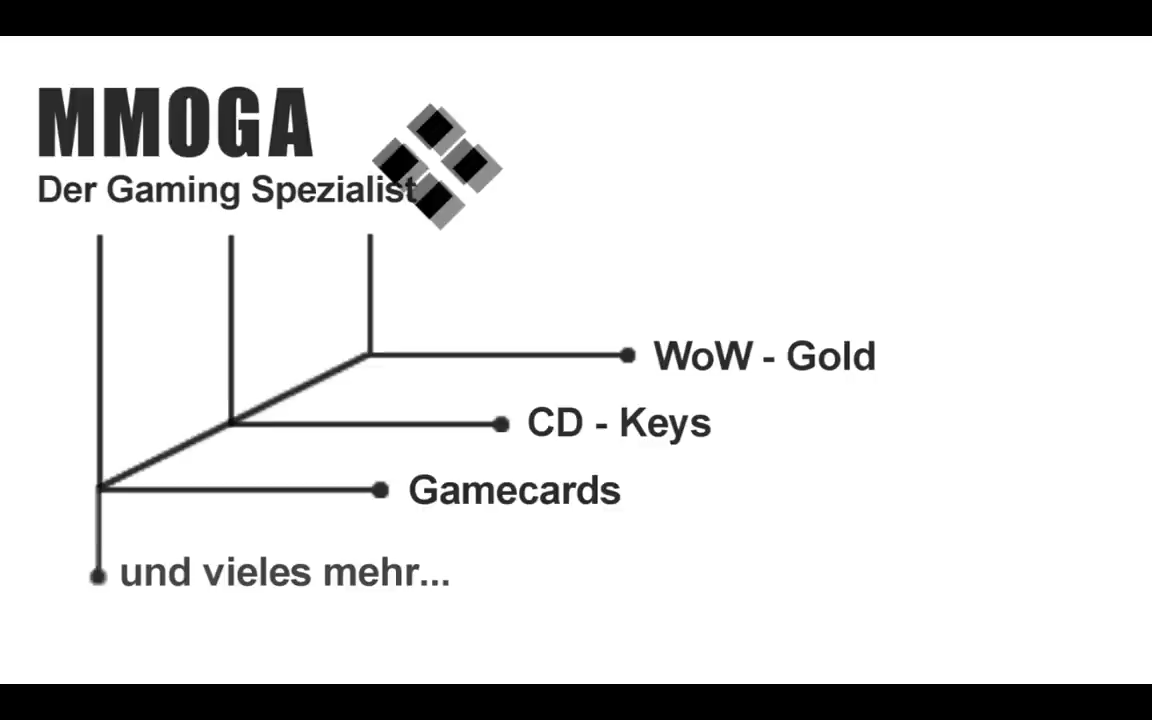 MMOGA
Der Gaming Spezialist
WoW - Gold
CD - Keys
Gamecards
und vieles mehr...